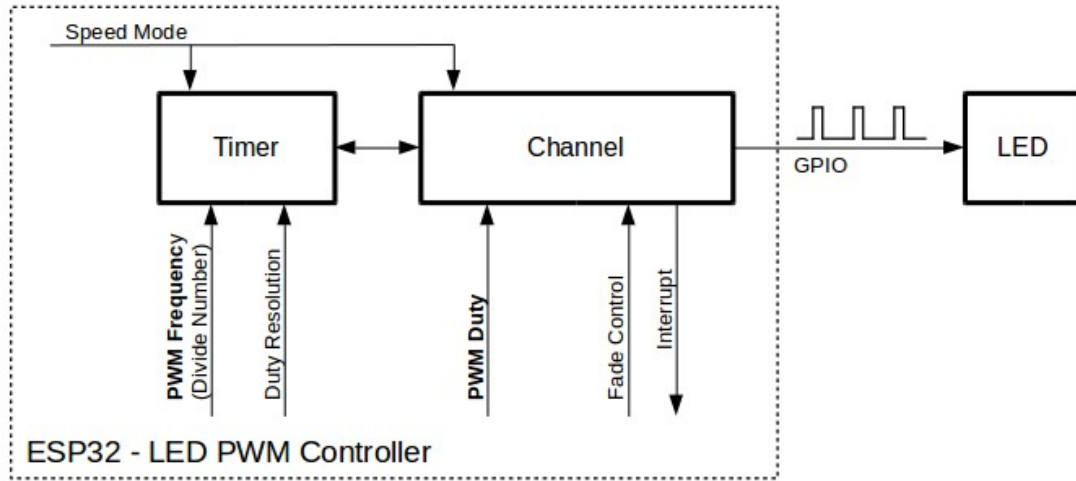 Speed Mode
Timer
Channel
GPIO
LED
PWM Frequency
(Divide Number)
Duty Resolution
PWM Duty
Fade Control
Interrupt
ESP32 - LED PWM Controller